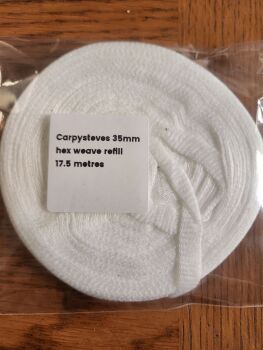 Carpysteves 35mm
hex weave refill
17.5 metres